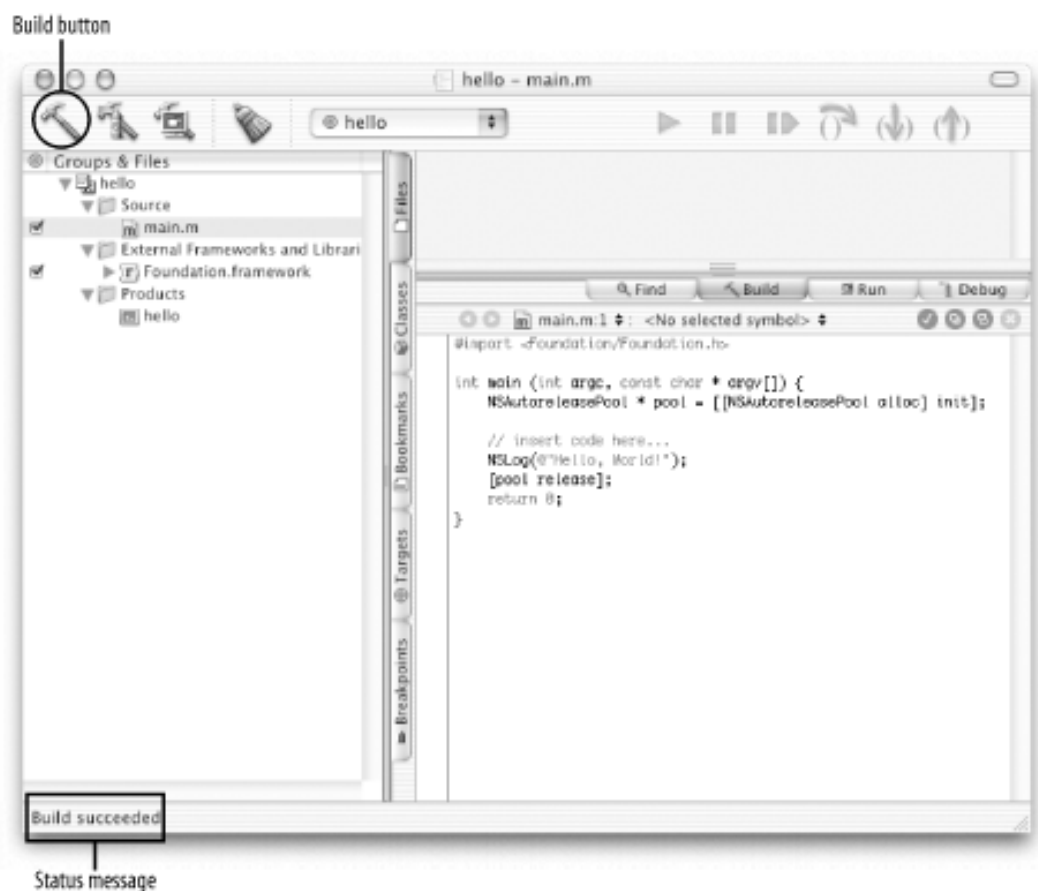 Build button
hello – main.m
hello
Groups & Files
hello
Source
main.m
External Frameworks and Librari
Foundation.framework
Products
hello
Files
Classes
Bookmarks
Targets
Breakpoints
Find
Build
Run
Debug
main.m:1 : <No selected symbol>
#import <Foundation/Foundation.h>
int main (int argc, const char * argv[]) {
NSAutoreleasePool * pool = [[NSAutoreleasePool alloc] init];
// insert code here...
NSLog(@"Hello, World!");
[pool release];
return 0;
}
Build succeeded
Status message